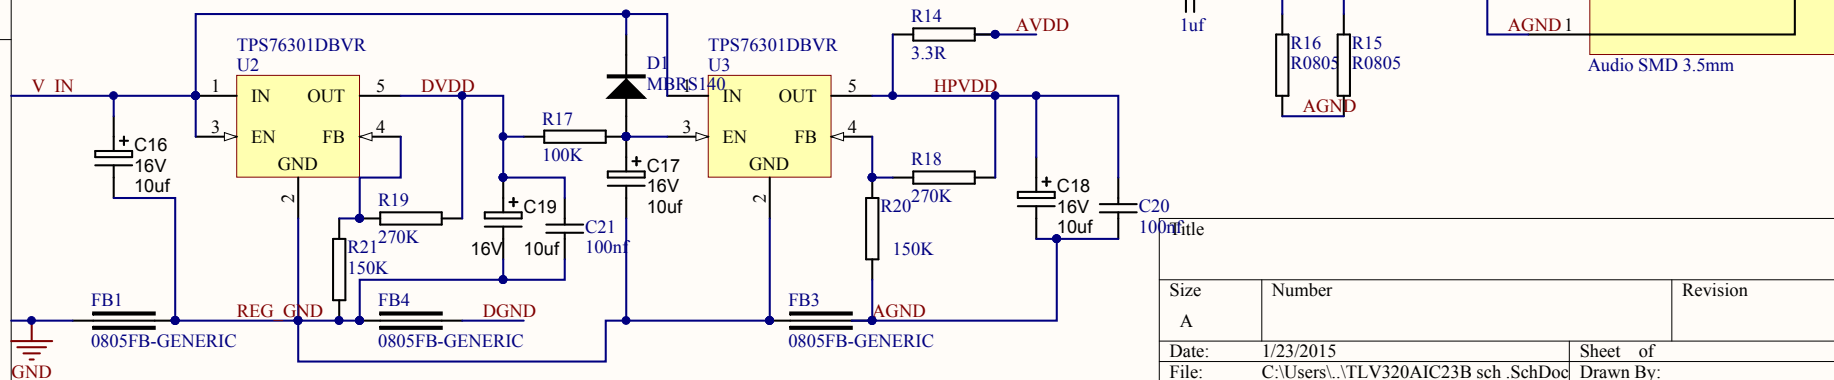 R14
3.3R
AVDD
1uf
AGND 1
Audio SMD 3.5mm
R16
R0805
R15
R0805
AGND
TPS76301DBVR
U2
V_IN
1
IN
OUT
5
DVDD
3
EN
FB
4
GND
2
C16
16V
10uf
R19
270K
R21
150K
R17
100K
D1
MBRS140
C17
16V
10uf
C19
16V
10uf
C21
100nf
TPS76301DBVR
U3
1
IN
OUT
5
HPVDD
3
EN
FB
4
GND
2
R18
270K
R20
150K
C18
16V
10uf
C20
100nf
FB1
0805FB-GENERIC
REG_GND
FB4
0805FB-GENERIC
DGND
FB3
0805FB-GENERIC
AGND
GND
Title
Size
Number
Revision
A
Date:
1/23/2015
Sheet of
File:
C:\Users\..\TLV320AIC23B sch .SchDoc
Drawn By: